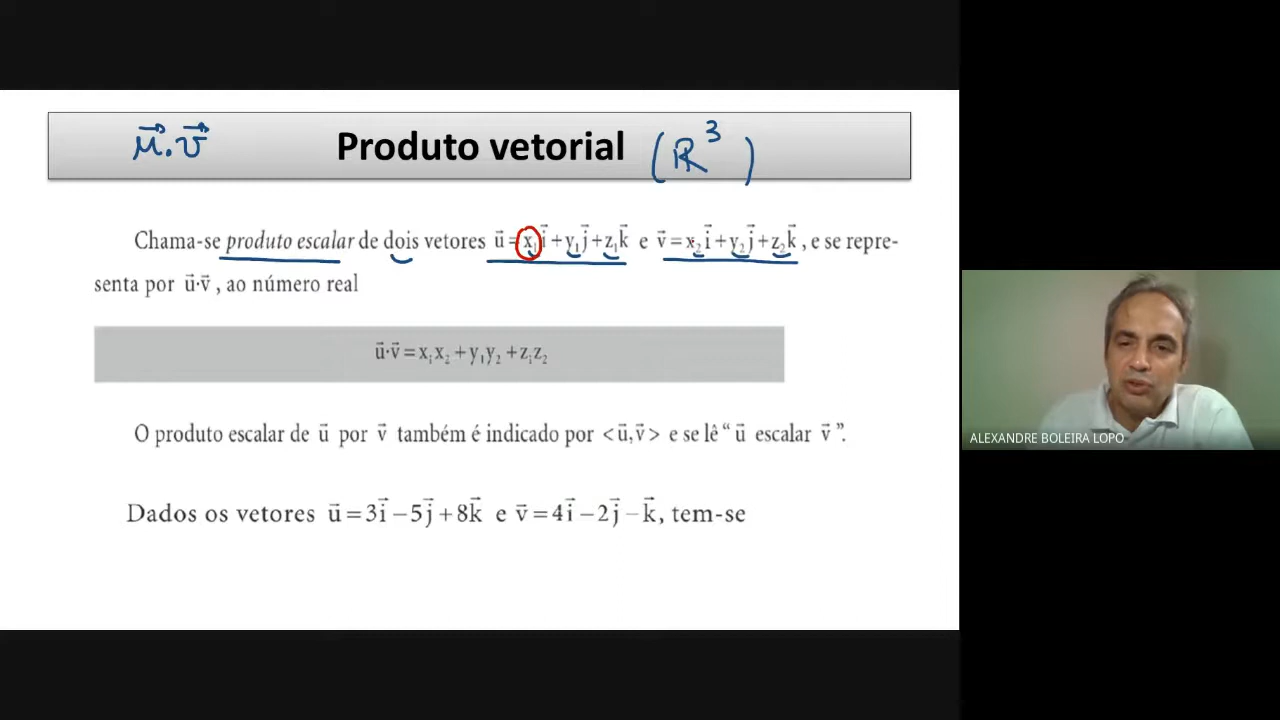 u⃗.v⃗ Produto vetorial (ℝ³)
Chama-se produto escalar de dois vetores u⃗ = x₁i⃗ + y₁j⃗ + z₁k⃗ e v⃗ = x₂i⃗ + y₂j⃗ + z₂k⃗, e se repre-
senta por u⃗·v⃗, ao número real
u⃗·v⃗ = x₁x₂ + y₁y₂ + z₁z₂
O produto escalar de u⃗ por v⃗ também é indicado por <u⃗,v⃗> e se lê “u⃗ escalar v⃗”.
Dados os vetores u⃗ = 3i⃗ − 5j⃗ + 8k⃗ e v⃗ = 4i⃗ − 2j⃗ − k⃗, tem-se
ALEXANDRE BOLEIRA LOPO